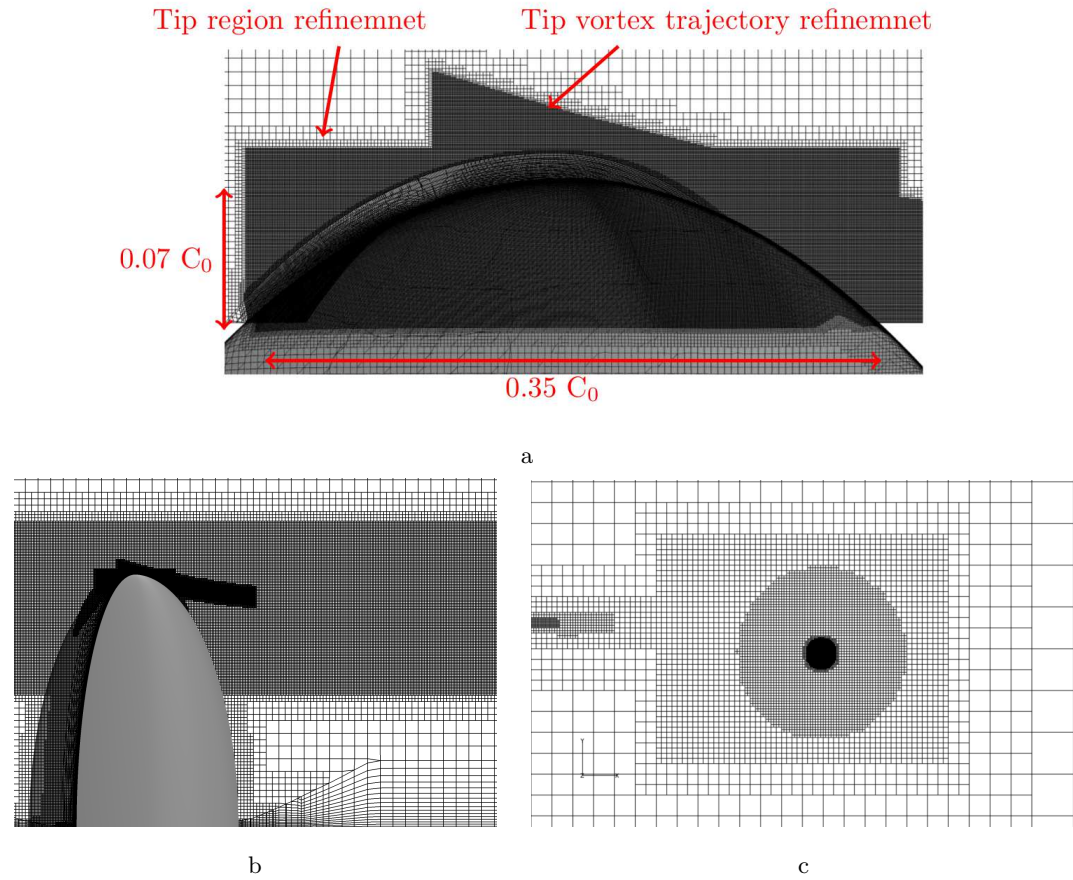 Tip region refinemnet
Tip vortex trajectory refinemnet
0.07 C₀
0.35 C₀
a
b
Y
Z
X
c